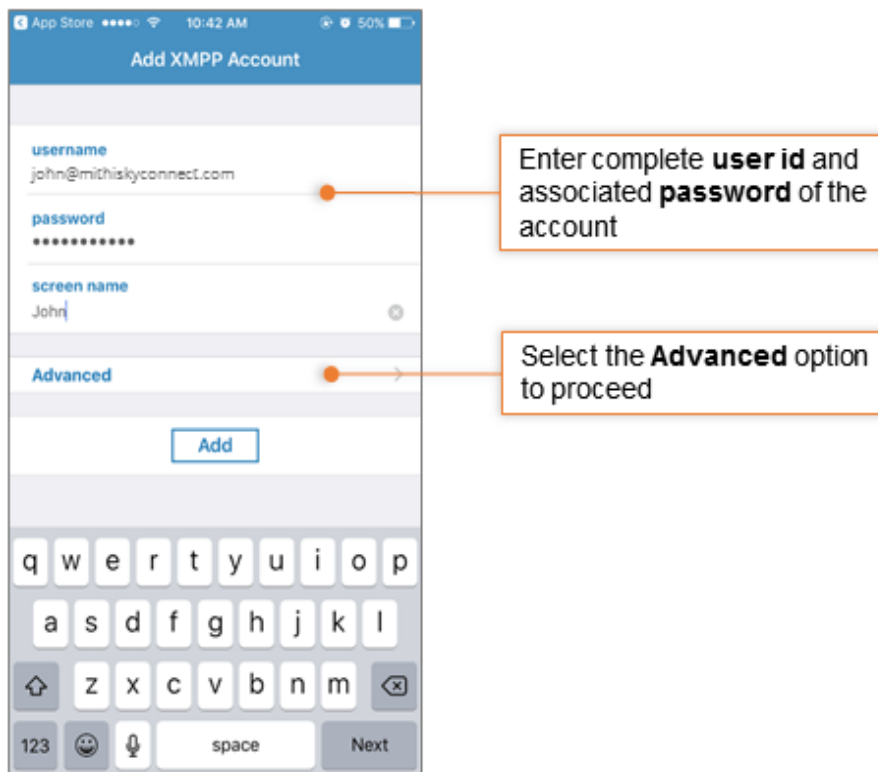 App Store 10:42 AM 50%
Add XMPP Account
username
john@mithiskyconnect.com
Enter complete user id and
associated password of the
account
password
•••••••••••
screen name
John
Select the Advanced option
to proceed
Advanced
Add
q w e r t y u i o p
a s d f g h j k l
z x c v b n m
123 space Next